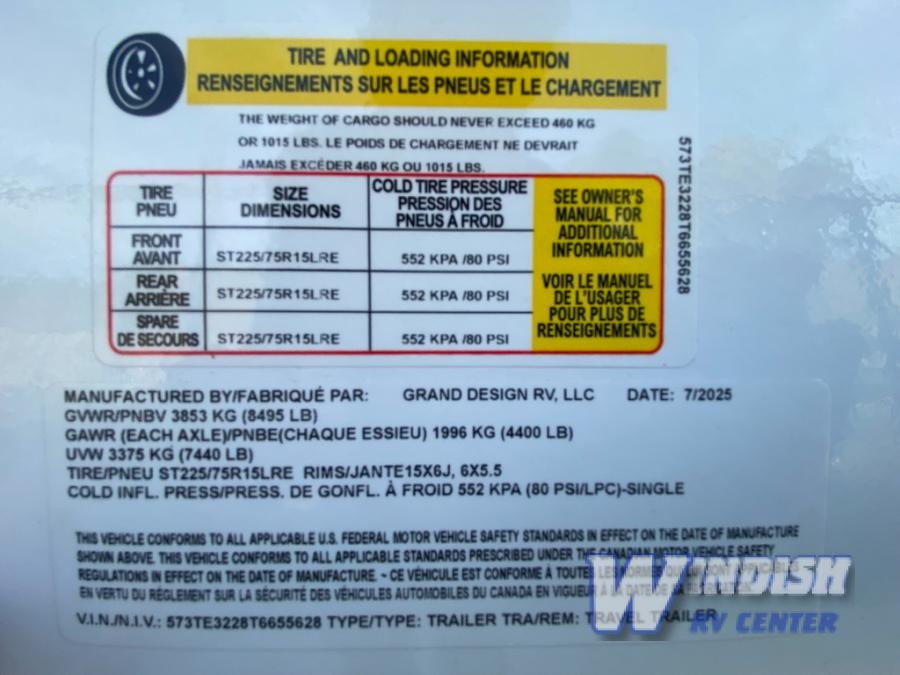 TIRE AND LOADING INFORMATION
RENSEIGNEMENTS SUR LES PNEUS ET LE CHARGEMENT
THE WEIGHT OF CARGO SHOULD NEVER EXCEED 460 KG
OR 1015 LBS. LE POIDS DE CHARGEMENT NE DEVRAIT
JAMAIS EXCÉDER 460 KG OU 1015 LBS.
TIRE
PNEU
SIZE
DIMENSIONS
COLD TIRE PRESSURE
PRESSION DES
PNEUS À FROID
FRONT
AVANT
ST225/75R15LRE
552 KPA /80 PSI
REAR
ARRIÈRE
ST225/75R15LRE
552 KPA /80 PSI
SPARE
DE SECOURS
ST225/75R15LRE
552 KPA /80 PSI
SEE OWNER'S
MANUAL FOR
ADDITIONAL
INFORMATION
VOIR LE MANUEL
DE L'USAGER
POUR PLUS DE
RENSEIGNEMENTS
573TE3228T6655628
MANUFACTURED BY/FABRIQUÉ PAR: GRAND DESIGN RV, LLC DATE: 7/2025
GVWR/PNBV 3853 KG (8495 LB)
GAWR (EACH AXLE)/PNBE(CHAQUE ESSIEU) 1996 KG (4400 LB)
UVW 3375 KG (7440 LB)
TIRE/PNEU ST225/75R15LRE RIMS/JANTE15X6J, 6X5.5
COLD INFL. PRESS/PRESS. DE GONFL. À FROID 552 KPA (80 PSI/LPC)-SINGLE
THIS VEHICLE CONFORMS TO ALL APPLICABLE U.S. FEDERAL MOTOR VEHICLE SAFETY STANDARDS IN EFFECT ON THE DATE OF MANUFACTURE
SHOWN ABOVE. THIS VEHICLE CONFORMS TO ALL APPLICABLE STANDARDS PRESCRIBED UNDER THE CANADIAN MOTOR VEHICLE SAFETY
REGULATIONS IN EFFECT ON THE DATE OF MANUFACTURE. ~ CE VÉHICULE EST CONFORME À TOUTES LES NORMES QUI LUI SONT APPLICABLES
EN VERTU DU RÈGLEMENT SUR LA SÉCURITÉ DES VÉHICULES AUTOMOBILES DU CANADA EN VIGUEUR À LA DATE DE SA
V.I.N./N.I.V.: 573TE3228T6655628 TYPE/TYPE: TRAILER TRA/REM: TRAVEL TRAILER
WINDISH
RV CENTER